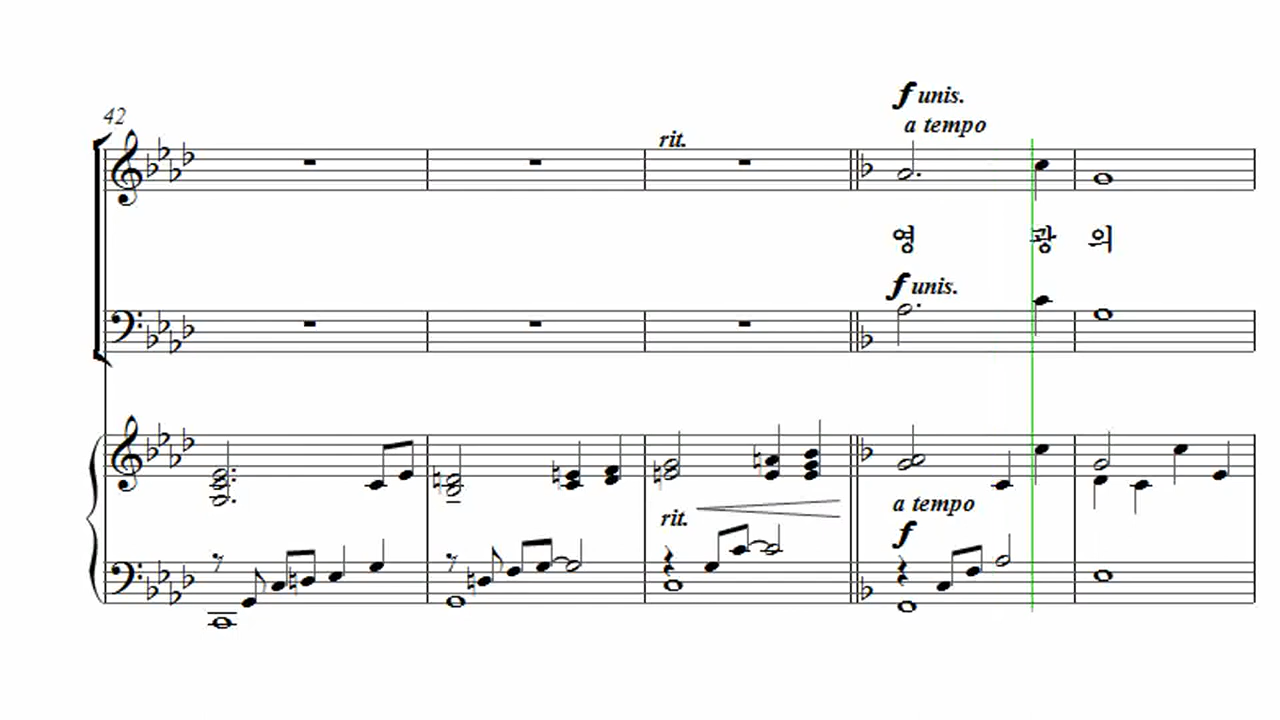 42
f unis.
a tempo
rit.
영 광 의
f unis.
rit.
a tempo
f